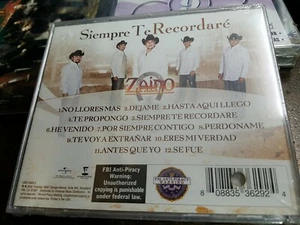 Siempre Te Recordaré
Zaino
1.NO LLORES MAS 2.DEJAME 3.HASTA AQUI LLEGO
4.TE PROPONGO 5.SIEMPRE TE RECORDARE
6.HE VENIDO 7.POR SIEMPRE CONTIGO 8.PERDONAME
9.TE VOY A EXTRAÑAR 10.ERES MI VERDAD
11.ANTES QUE YO 12.SE FUE
FBI Anti-Piracy
Warning:
Unauthorized
copying is punishable
under federal law.
8 08835 36292 4